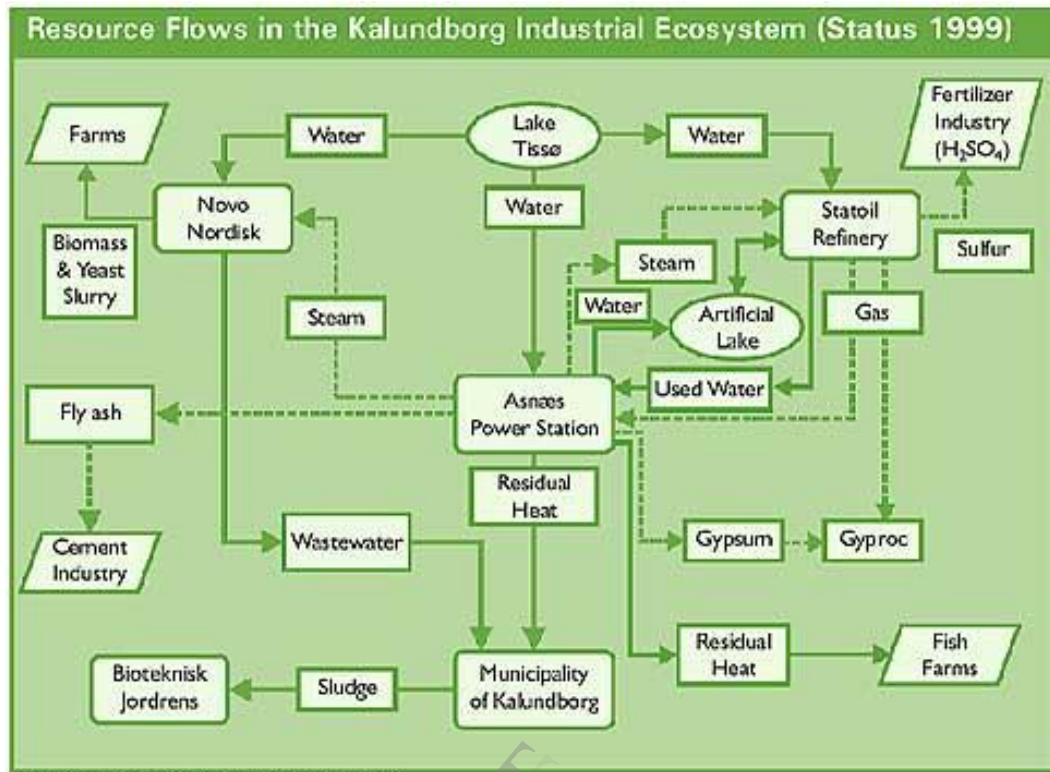 Resource Flows in the Kalundborg Industrial Ecosystem (Status 1999)
Farms
Water
Lake
Tissø
Water
Fertilizer
Industry
(H₂SO₄)
Novo
Nordisk
Water
Statoil
Refinery
Biomass
& Yeast
Slurry
Steam
Sulfur
Steam
Water
Artificial
Lake
Gas
Fly ash
Asnæs
Power Station
Used Water
Residual
Heat
Cement
Industry
Wastewater
Gypsum
Gyproc
Bioteknisk
Jordrens
Sludge
Municipality
of Kalundborg
Residual
Heat
Fish
Farms